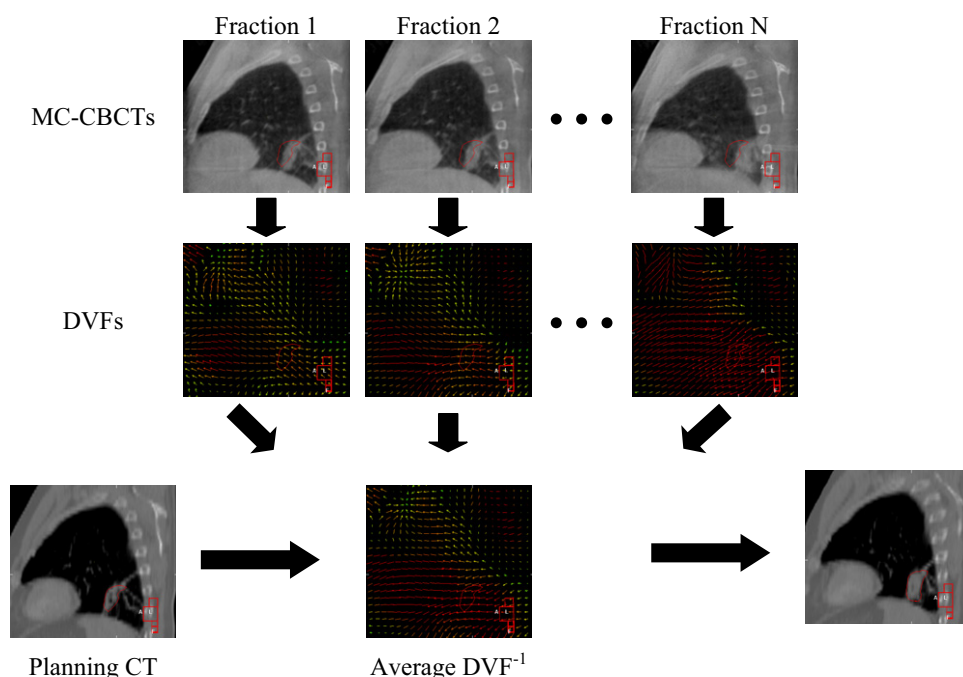 Fraction 1 Fraction 2 Fraction N
MC-CBCTs
A L
A L
A L
DVFs
A L
A L
A L
A L
A L
Planning CT Average DVF⁻¹